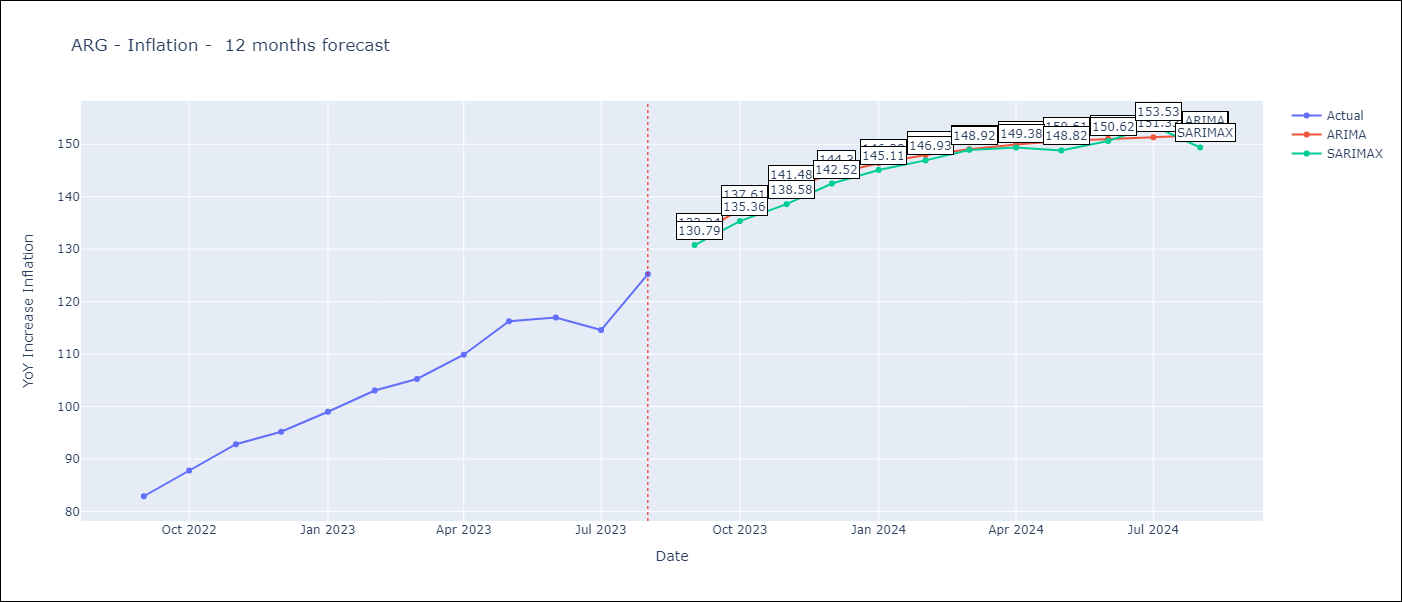 ARG - Inflation - 12 months forecast
Actual
ARIMA
SARIMAX
YoY Increase Inflation
150
140
130
120
110
100
90
80
130.79
137.61
135.36
141.48
138.58
142.52
145.11
146.93
148.92
149.38
148.82
150.62
153.53
ARIMA
SARIMAX
Oct 2022
Jan 2023
Apr 2023
Jul 2023
Oct 2023
Jan 2024
Apr 2024
Jul 2024
Date